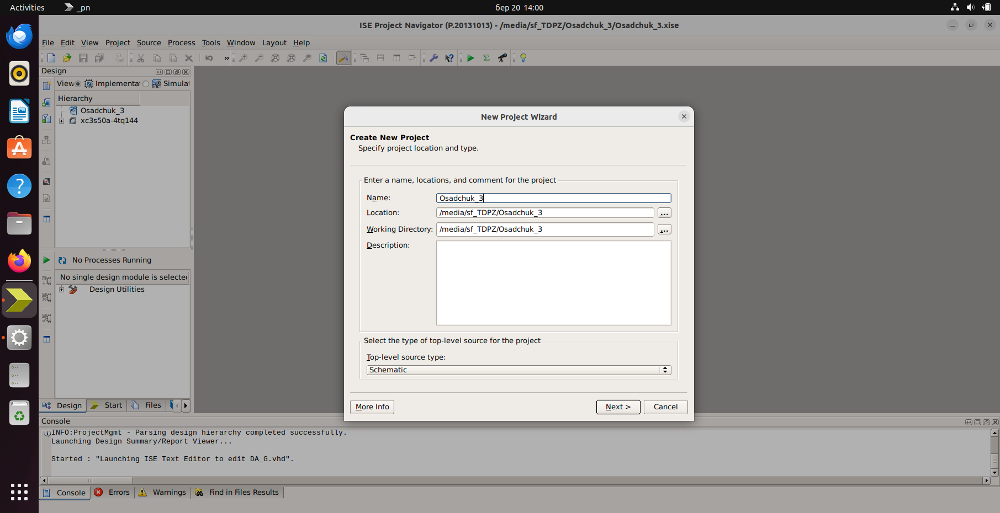 Activities
_pn
бер 20 14:00
ISE Project Navigator (P.20131013) - /media/sf_TDPZ/Osadchuk_3/Osadchuk_3.xise
File Edit View Project Source Process Tools Window Layout Help
»
Design
View Implementat Simulat
Hierarchy
Osadchuk_3
xc3s50a-4tq144
No Processes Running
No single design module is selected
Design Utilities
Design Start Files
New Project Wizard
Create New Project
Specify project location and type.
Enter a name, locations, and comment for the project
Name: Osadchuk_3
Location: /media/sf_TDPZ/Osadchuk_3 ...
Working Directory: /media/sf_TDPZ/Osadchuk_3 ...
Description:
Select the type of top-level source for the project
Top-level source type:
Schematic
More Info Next > Cancel
Console
INFO:ProjectMgmt - Parsing design hierarchy completed successfully.
Launching Design Summary/Report Viewer...
Started : "Launching ISE Text Editor to edit DA_G.vhd".
Console Errors Warnings Find in Files Results